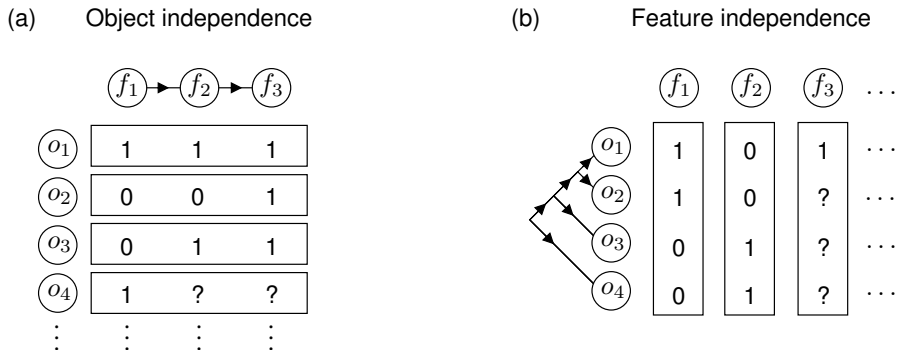 (a) Object independence
f1 f2 f3
o1 1 1 1
o2 0 0 1
o3 0 1 1
o4 1 ? ?
⋮ ⋮ ⋮ ⋮
(b) Feature independence
f1 f2 f3 ...
o1 1 0 1 ...
o2 1 0 ? ...
o3 0 1 ? ...
o4 0 1 ? ...